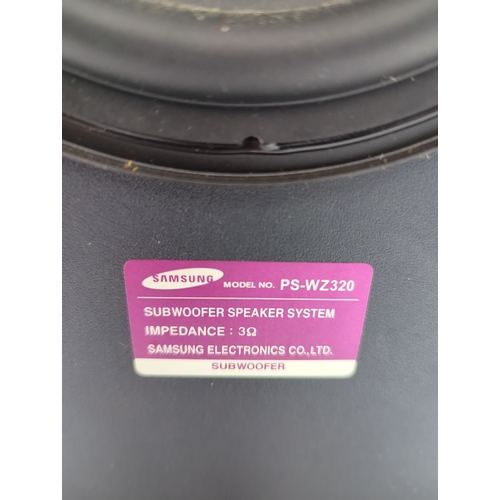 SAMSUNG MODEL NO. PS-WZ320
SUBWOOFER SPEAKER SYSTEM
IMPEDANCE : 3Ω
SAMSUNG ELECTRONICS CO., LTD.
SUBWOOFER